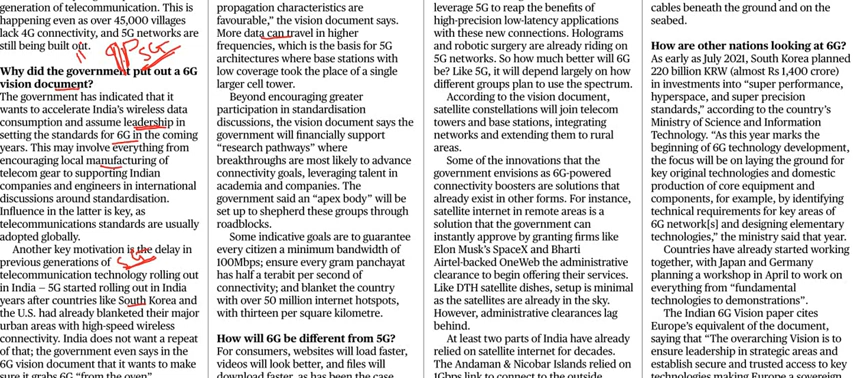 generation of telecommunication. This is
happening even as over 45,000 villages
lack 4G connectivity, and 5G networks are
still being built out.
5G
Why did the government put out a 6G
vision document?
The government has indicated that it
wants to accelerate India's wireless data
consumption and assume leadership in
setting the standards for 6G in the coming
years. This may involve everything from
encouraging local manufacturing of
telecom gear to supporting Indian
companies and engineers in international
discussions around standardisation.
Influence in the latter is key, as
telecommunications standards are usually
adopted globally.
Another key motivation is the delay in
previous generations of
telecommunication technology rolling out
in India — 5G started rolling out in India
years after countries like South Korea and
the U.S. had already blanketed their major
urban areas with high-speed wireless
connectivity. India does not want a repeat
of that; the government even says in the
6G vision document that it wants to make
sure it grabs 6G "from the oven"
propagation characteristics are
favourable," the vision document says.
More data can travel in higher
frequencies, which is the basis for 5G
architectures where base stations with
low coverage took the place of a single
larger cell tower.
Beyond encouraging greater
participation in standardisation
discussions, the vision document says the
government will financially support
"research pathways" where
breakthroughs are most likely to advance
connectivity goals, leveraging talent in
academia and companies. The
government said an "apex body" will be
set up to shepherd these groups through
roadblocks.
Some indicative goals are to guarantee
every citizen a minimum bandwidth of
100Mbps; ensure every gram panchayat
has half a terabit per second of
connectivity; and blanket the country
with over 50 million internet hotspots,
with thirteen per square kilometre.
How will 6G be different from 5G?
For consumers, websites will load faster,
videos will look better, and files will
download faster, as has been the case
leverage 5G to reap the benefits of
high-precision low-latency applications
with these new connections. Holograms
and robotic surgery are already riding on
5G networks. So how much better will 6G
be? Like 5G, it will depend largely on how
different groups plan to use the spectrum.
According to the vision document,
satellite constellations will join telecom
towers and base stations, integrating
networks and extending them to rural
areas.
Some of the innovations that the
government envisions as 6G-powered
connectivity boosters are solutions that
already exist in other forms. For instance,
satellite internet in remote areas is a
solution that the government can
instantly approve by granting firms like
Elon Musk's SpaceX and Bharti
Airtel-backed OneWeb the administrative
clearance to begin offering their services.
Like DTH satellite dishes, setup is minimal
as the satellites are already in the sky.
However, administrative clearances lag
behind.
At least two parts of India have already
relied on satellite internet for decades.
The Andaman & Nicobar Islands relied on
1Gbps link to connect to the outside
cables beneath the ground and on the
seabed.
How are other nations looking at 6G?
As early as July 2021, South Korea planned
220 billion KRW (almost Rs 1,400 crore)
in investments into "super performance,
hyperspace, and super precision
standards," according to the country's
Ministry of Science and Information
Technology. "As this year marks the
beginning of 6G technology development,
the focus will be on laying the ground for
key original technologies and domestic
production of core equipment and
components, for example, by identifying
technical requirements for key areas of
6G network[s] and designing elementary
technologies," the ministry said that year.
Countries have already started working
together, with Japan and Germany
planning a workshop in April to work on
everything from "fundamental
technologies to demonstrations".
The Indian 6G Vision paper cites
Europe's equivalent of the document,
saying that "The overarching Vision is to
ensure leadership in strategic areas and
establish secure and trusted access to key
technologies making Europe a sovereign